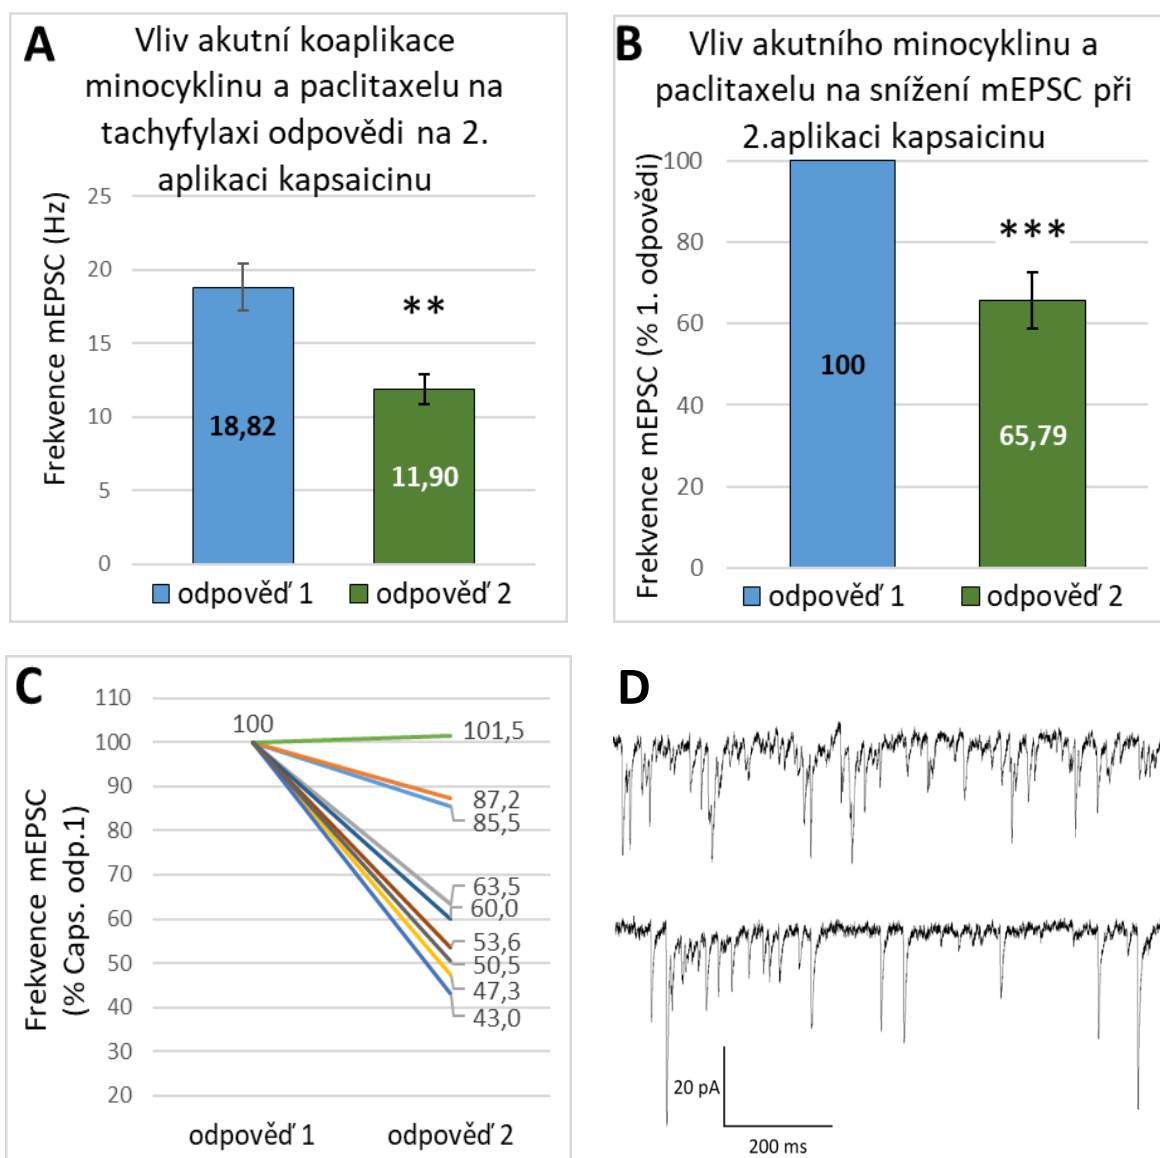 A
Vliv akutní koaplikace
minocyklinu a paclitaxelu na
tachyfylaxi odpovědi na 2.
aplikaci kapsaicinu
Frekvence mEPSC (Hz)
25
20
15
10
5
0
**
18,82
11,90
odpověď 1
odpověď 2
B
Vliv akutního minocyklinu a
paclitaxelu na snížení mEPSC při
2.aplikaci kapsaicinu
Frekvence mEPSC (% 1. odpovědi)
100
80
60
40
20
0
***
100
65,79
odpověď 1
odpověď 2
C
Frekvence mEPSC
(% Caps. odp.1)
110
100
90
80
70
60
50
40
30
20
100
101,5
87,2
85,5
63,5
60,0
53,6
50,5
47,3
43,0
odpověď 1
odpověď 2
D
20 pA
200 ms